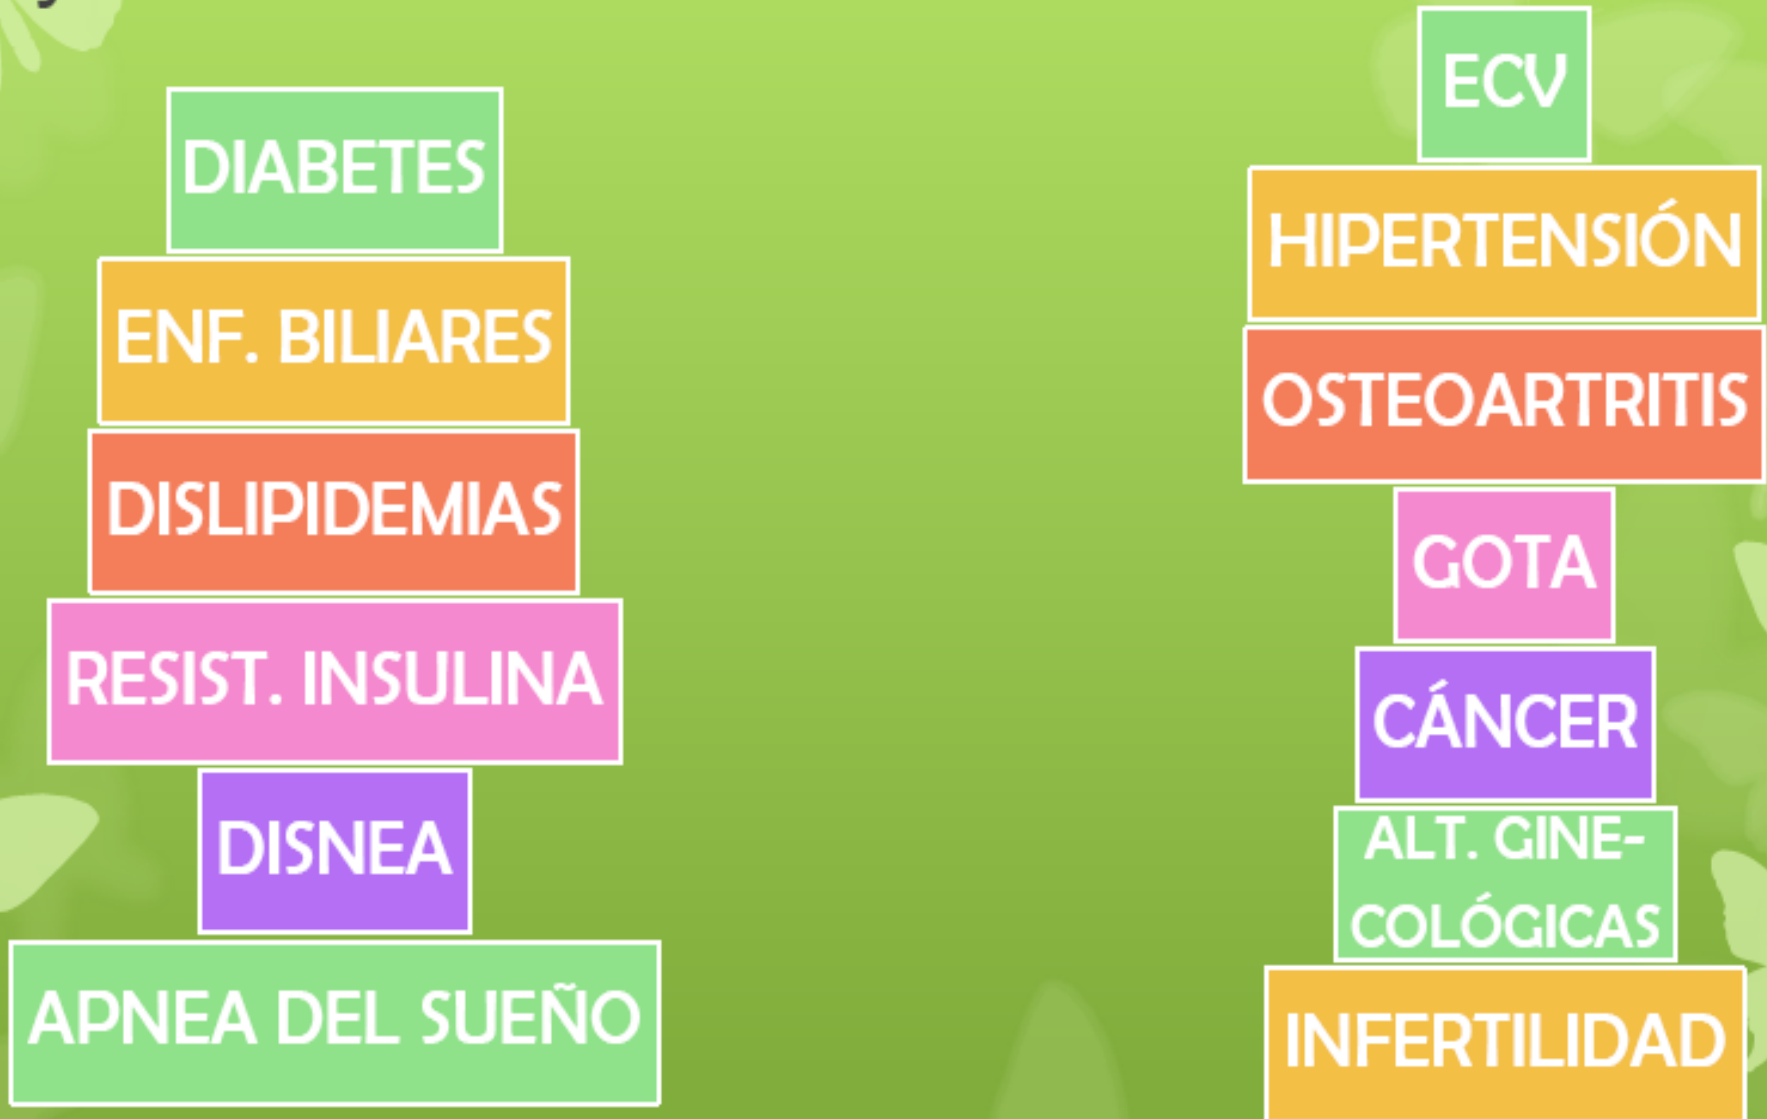 DIABETES
ENF. BILIARES
DISLIPIDEMIAS
RESIST. INSULINA
DISNEA
APNEA DEL SUEÑO
ECV
HIPERTENSIÓN
OSTEOARTRITIS
GOTA
CÁNCER
ALT. GINE-
COLÓGICAS
INFERTILIDAD